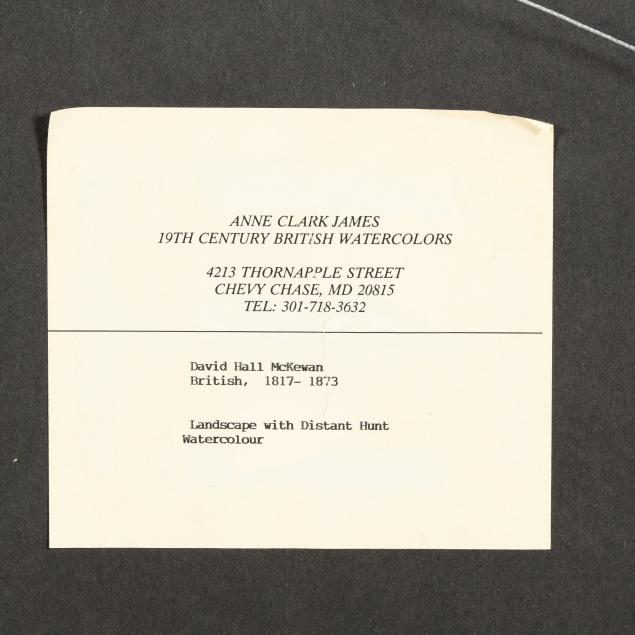 ANNE CLARK JAMES
19TH CENTURY BRITISH WATERCOLORS
4213 THORNAPPLE STREET
CHEVY CHASE, MD 20815
TEL: 301-718-3632
David Hall McKewan
British, 1817- 1873
Landscape with Distant Hunt
Watercolour